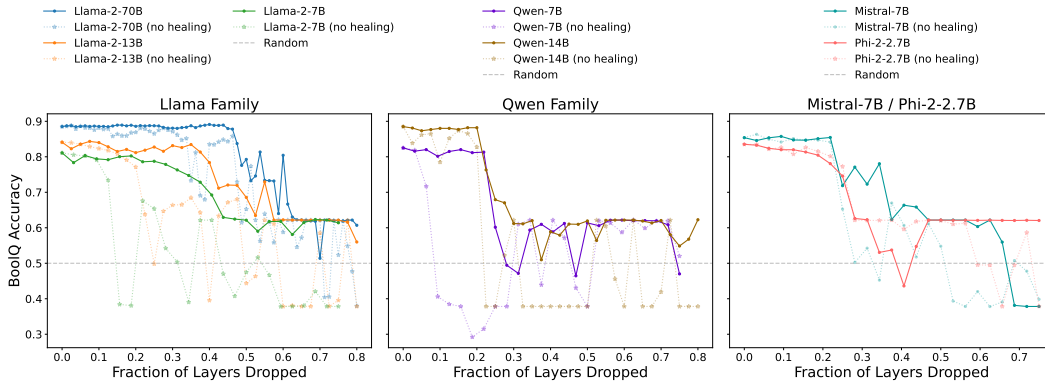 Llama-2-70B
Llama-2-70B (no healing)
Llama-2-13B
Llama-2-13B (no healing)
Llama-2-7B
Llama-2-7B (no healing)
Random
Qwen-7B
Qwen-7B (no healing)
Qwen-14B
Qwen-14B (no healing)
Random
Mistral-7B
Mistral-7B (no healing)
Phi-2-2.7B
Phi-2-2.7B (no healing)
Random
Llama Family
Qwen Family
Mistral-7B / Phi-2-2.7B
BoolQ Accuracy
0.9
0.8
0.7
0.6
0.5
0.4
0.3
0.0 0.1 0.2 0.3 0.4 0.5 0.6 0.7 0.8
0.0 0.1 0.2 0.3 0.4 0.5 0.6 0.7 0.8
0.0 0.1 0.2 0.3 0.4 0.5 0.6 0.7
Fraction of Layers Dropped
Fraction of Layers Dropped
Fraction of Layers Dropped